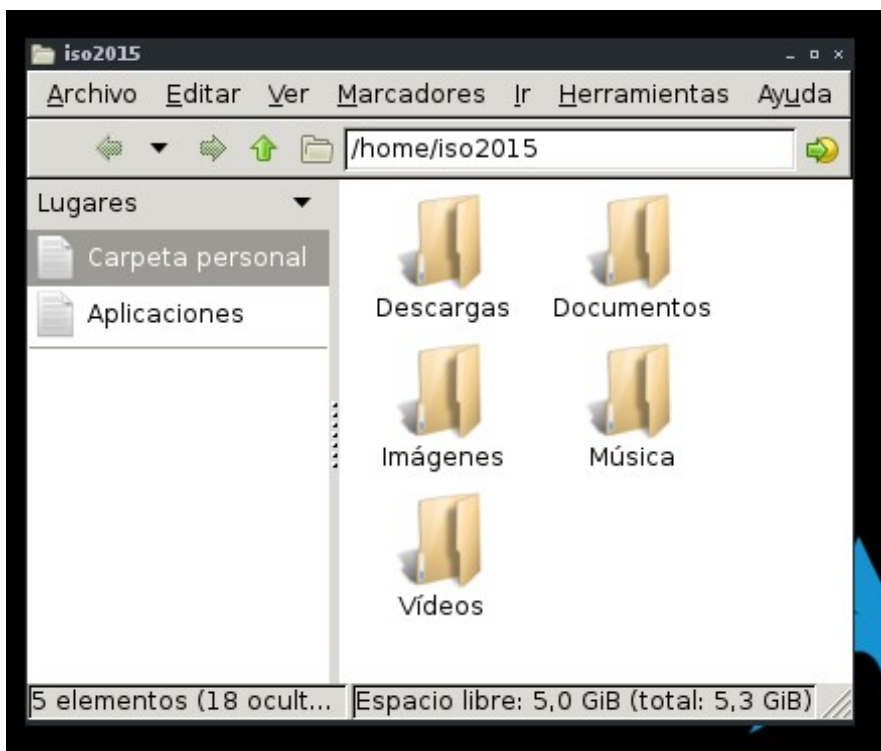 iso2015
Archivo Editar Ver Marcadores Ir Herramientas Ayuda
/home/iso2015
Lugares
Carpeta personal
Aplicaciones
Descargas Documentos
Imágenes Música
Vídeos
5 elementos (18 ocult... Espacio libre: 5,0 GiB (total: 5,3 GiB)